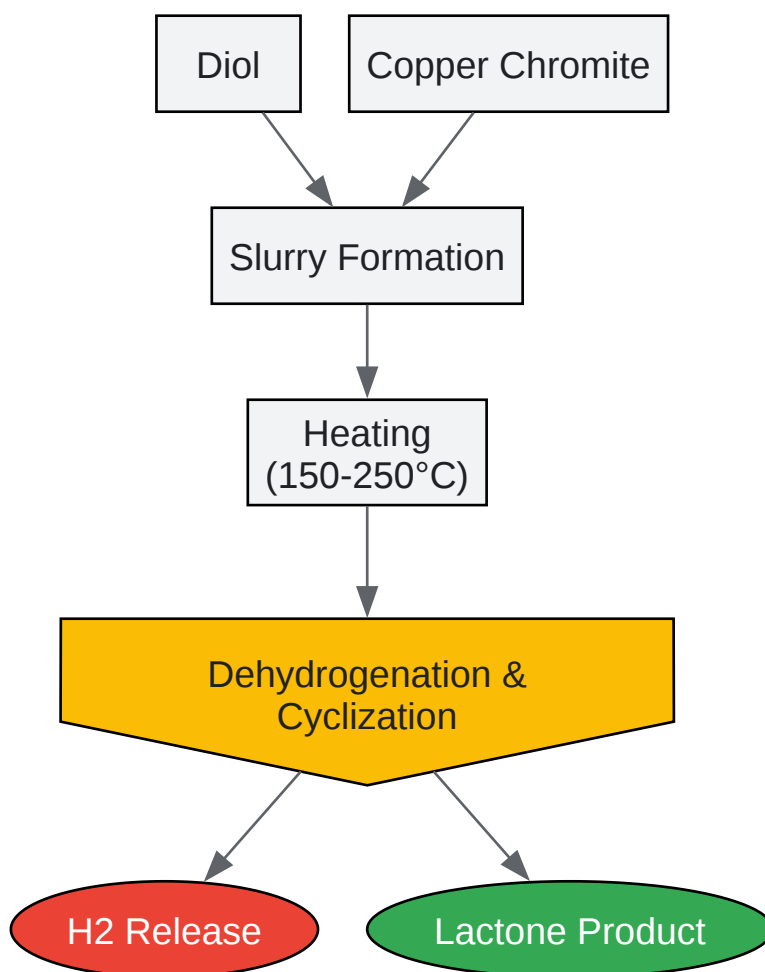 Diol
Copper Chromite
Slurry Formation
Heating
(150-250°C)
Dehydrogenation &
Cyclization
H2 Release
Lactone Product